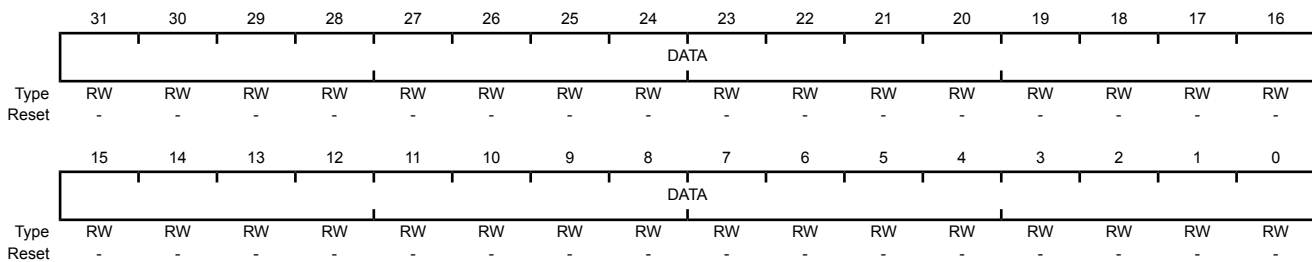 31 30 29 28 27 26 25 24 23 22 21 20 19 18 17 16
DATA
Type RW RW RW RW RW RW RW RW RW RW RW RW RW RW RW RW
Reset - - - - - - - - - - - - - - - -
15 14 13 12 11 10 9 8 7 6 5 4 3 2 1 0
DATA
Type RW RW RW RW RW RW RW RW RW RW RW RW RW RW RW RW
Reset - - - - - - - - - - - - - - - -